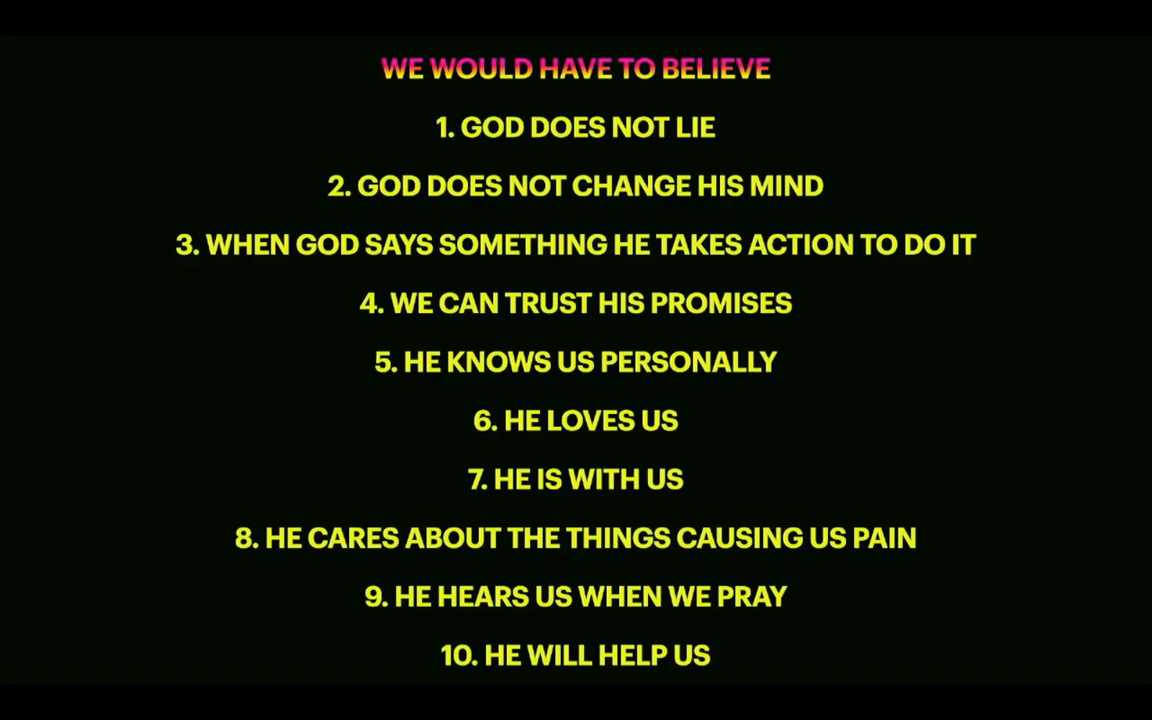 WE WOULD HAVE TO BELIEVE
1. GOD DOES NOT LIE
2. GOD DOES NOT CHANGE HIS MIND
3. WHEN GOD SAYS SOMETHING HE TAKES ACTION TO DO IT
4. WE CAN TRUST HIS PROMISES
5. HE KNOWS US PERSONALLY
6. HE LOVES US
7. HE IS WITH US
8. HE CARES ABOUT THE THINGS CAUSING US PAIN
9. HE HEARS US WHEN WE PRAY
10. HE WILL HELP US